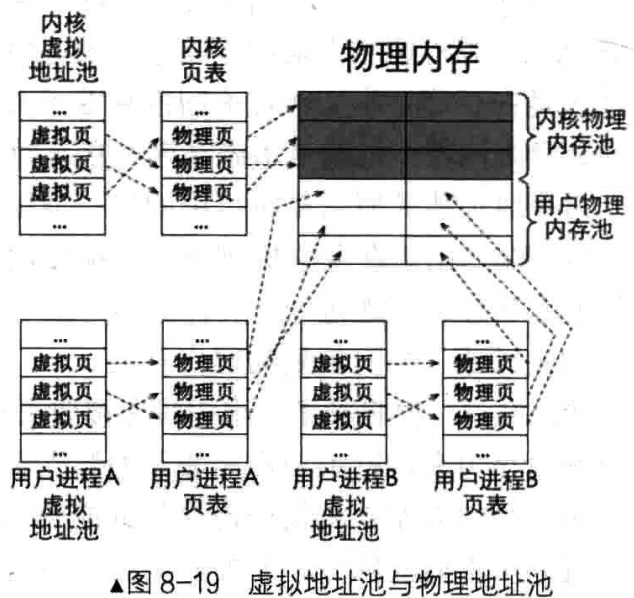 内核
虚拟
地址池
内核
页表
物理内存
...
虚拟页
虚拟页
虚拟页
...
...
物理页
物理页
物理页
...
内核物理
内存池
用户物理
内存池
...
虚拟页
虚拟页
虚拟页
...
...
物理页
物理页
物理页
...
...
虚拟页
虚拟页
虚拟页
...
...
物理页
物理页
物理页
...
用户进程A
虚拟
地址池
用户进程A
页表
用户进程B
虚拟
地址池
用户进程B
页表
▲图 8-19 虚拟地址池与物理地址池